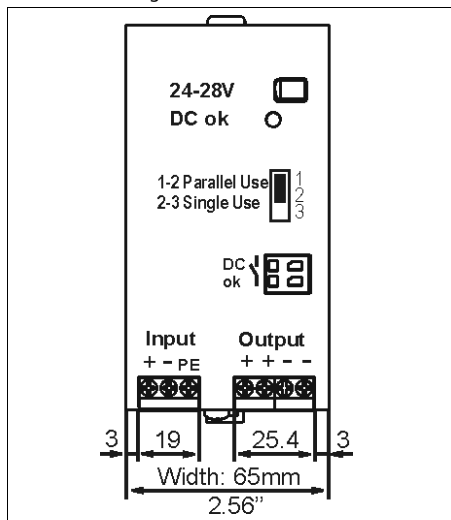 24-28V
DC ok
1-2 Parallel Use
2-3 Single Use
1
2
3
DC
ok
Input
Output
+ - PE
+ + - -
3
19
25.4
3
Width: 65mm
2.56”